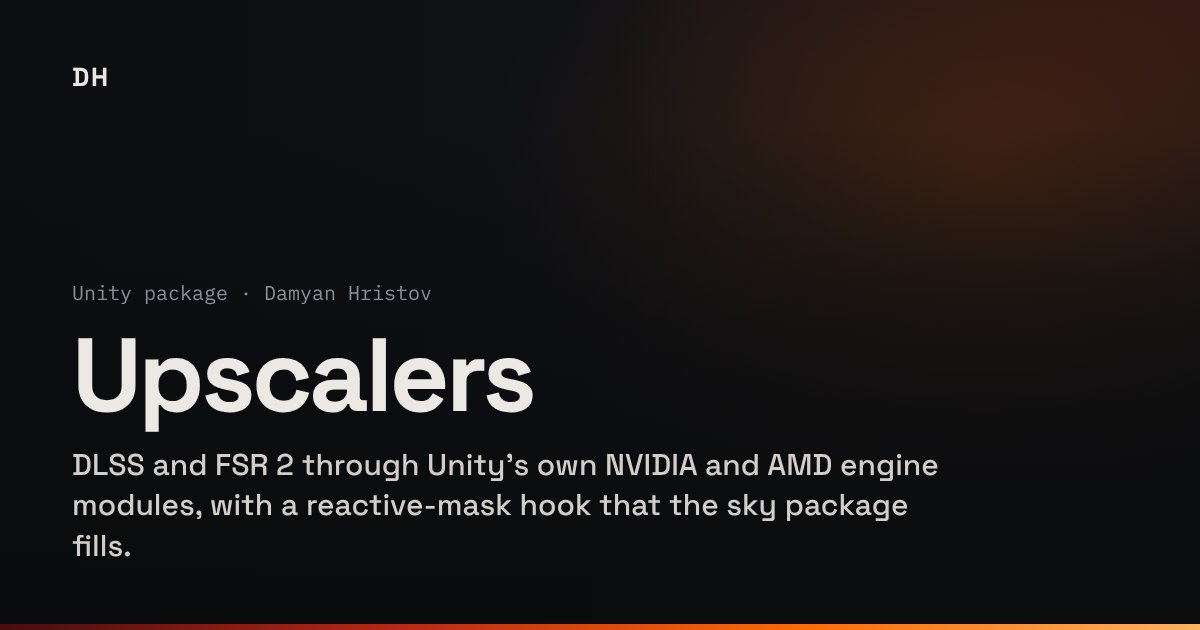 DH
Unity package · Damyan Hristov
Upscalers
DLSS and FSR 2 through Unity’s own NVIDIA and AMD engine
modules, with a reactive-mask hook that the sky package
fills.